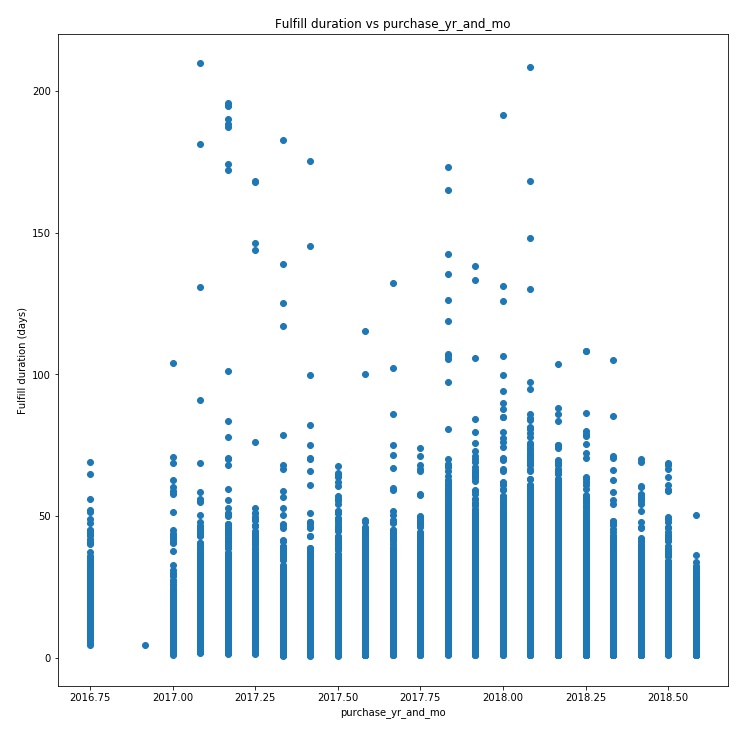 Fulfill duration vs purchase_yr_and_mo
Fulfill duration (days)
200
150
100
50
0
2016.75 2017.00 2017.25 2017.50 2017.75 2018.00 2018.25 2018.50
purchase_yr_and_mo